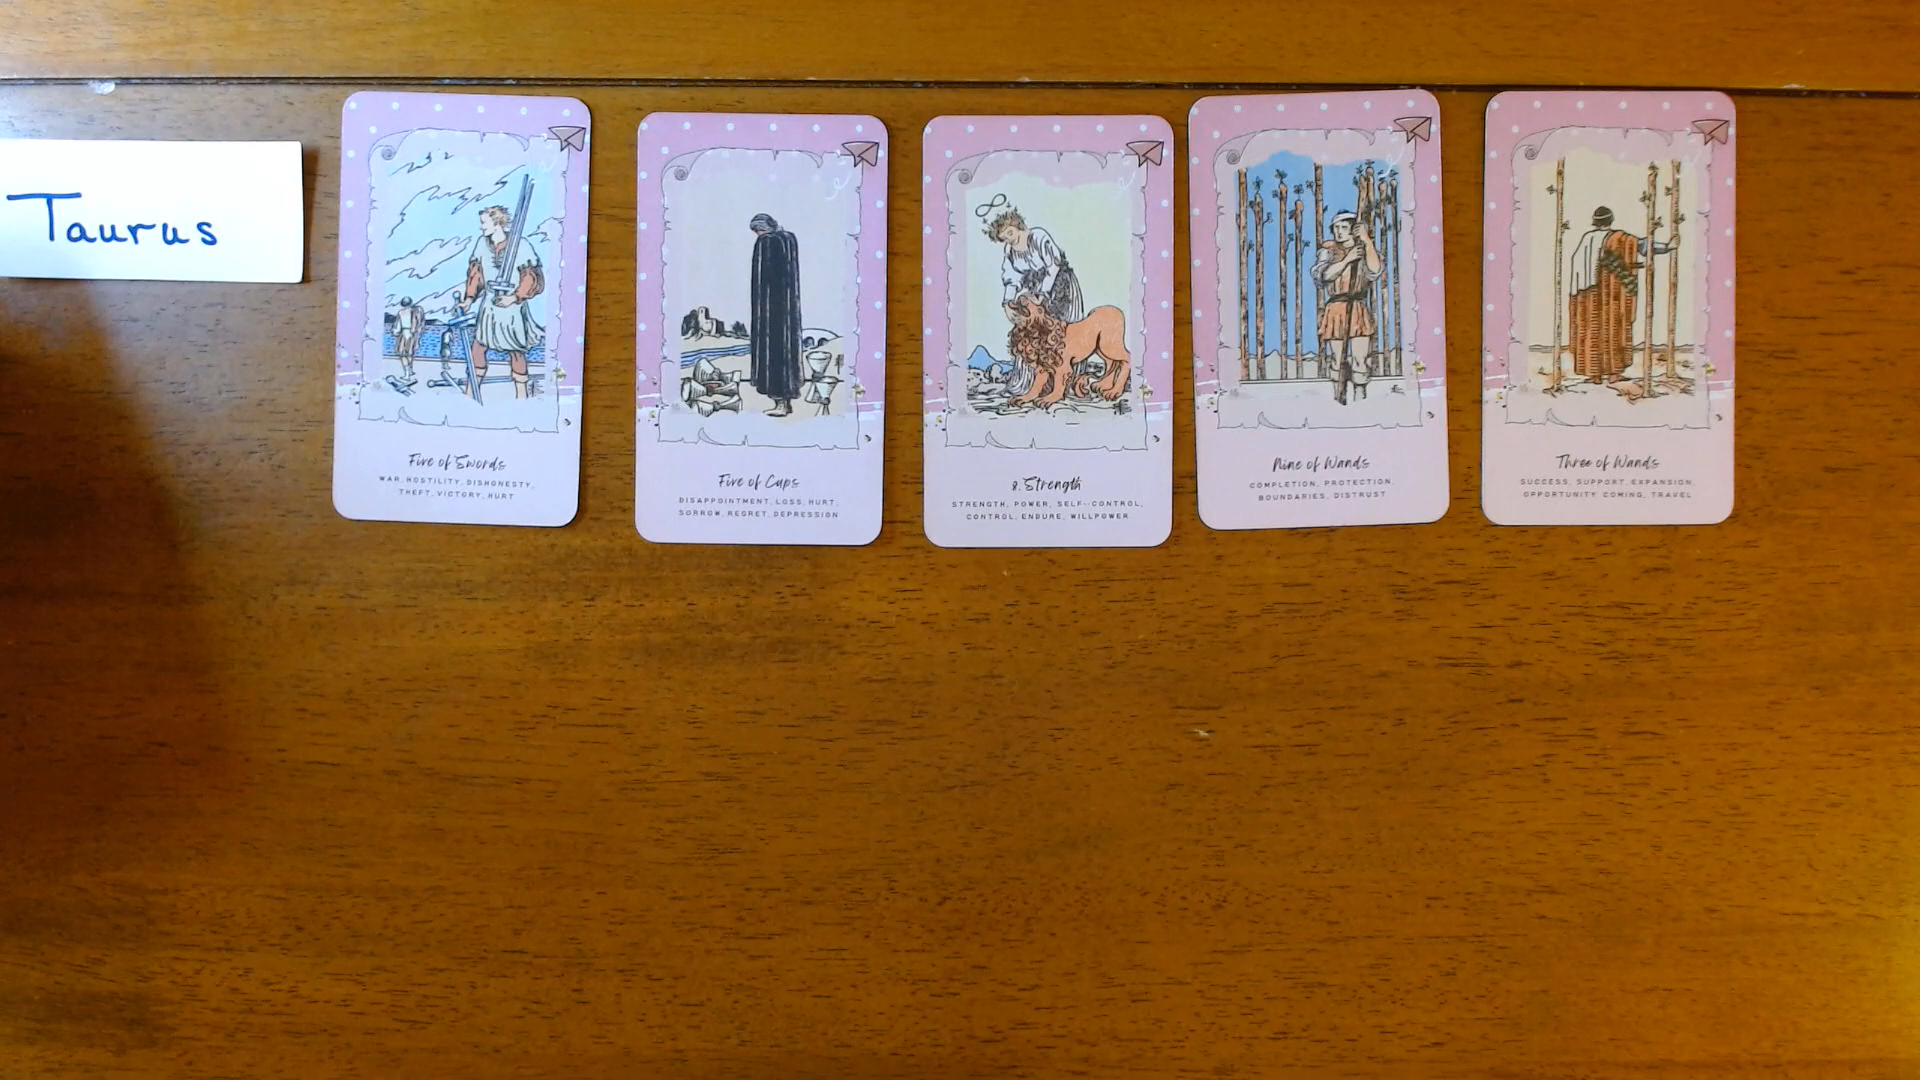 Taurus
Five of Swords
WAR, HOSTILITY, DISHONESTY,
THEFT, VICTORY, HURT
Five of Cups
DISAPPOINTMENT, LOSS, HURT,
SORROW, REGRET, DEPRESSION
8. Strength
STRENGTH, POWER, SELF-CONTROL,
CONTROL, ENDURE, WILLPOWER
Nine of Wands
COMPLETION, PROTECTION,
BOUNDARIES, DISTRUST
Three of Wands
SUCCESS, SUPPORT, EXPANSION,
OPPORTUNITY COMING, TRAVEL